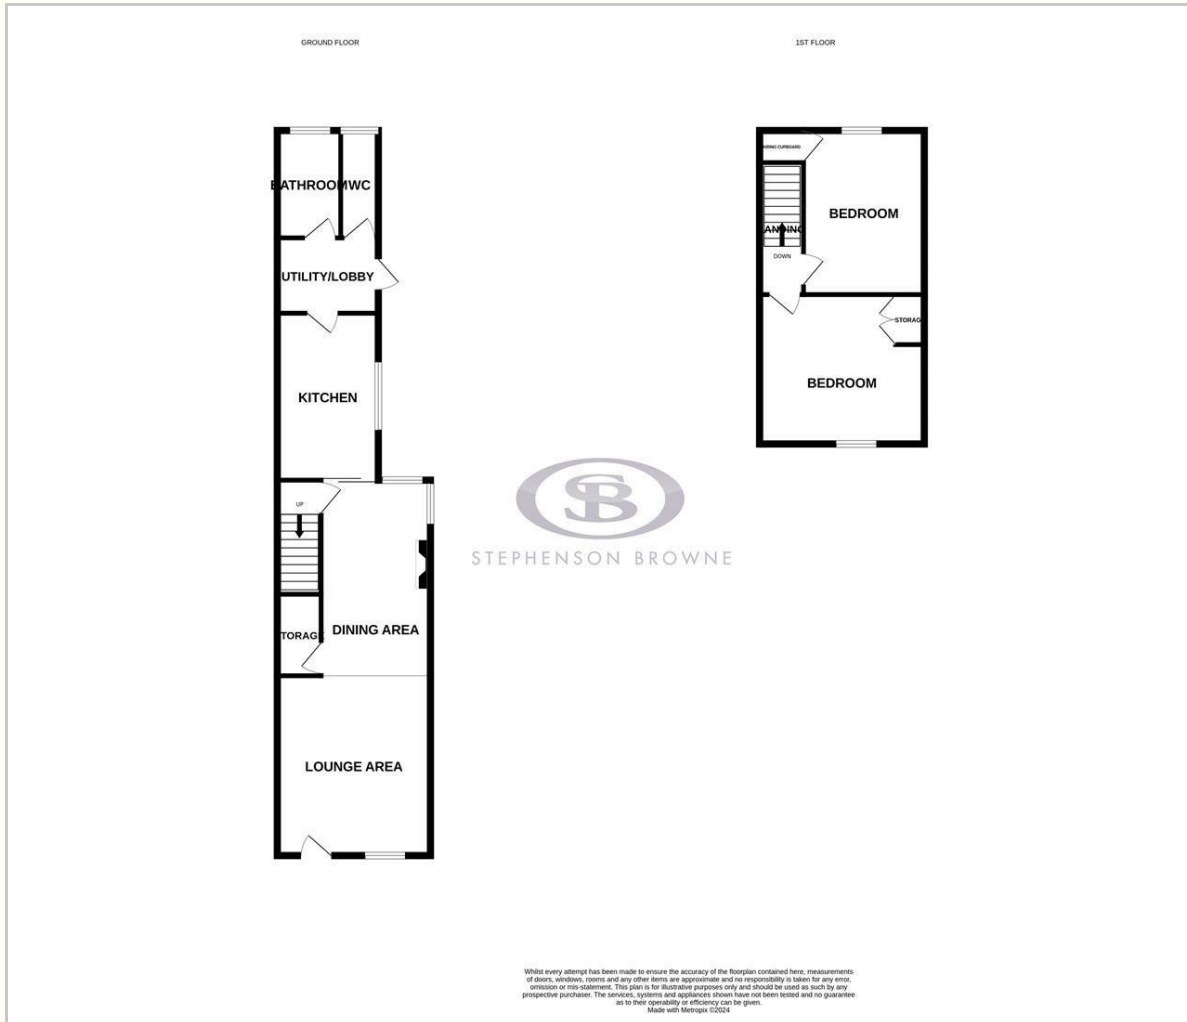 GROUND FLOOR
1ST FLOOR
BATHROOM
WC
UTILITY/LOBBY
KITCHEN
UP
STORAGE
DINING AREA
LOUNGE AREA
AIRING CUPBOARD
BEDROOM
LANDING
DOWN
STORAGE
BEDROOM
SB
STEPHENSON BROWNE
Whilst every attempt has been made to ensure the accuracy of the floorplan contained here, measurements
of doors, windows, rooms and any other items are approximate and no responsibility is taken for any error,
omission or mis-statement. This plan is for illustrative purposes only and should be used as such by any
prospective purchaser. The services, systems and appliances shown have not been tested and no guarantee
as to their operability or efficiency can be given.
Made with Metropix ©2024